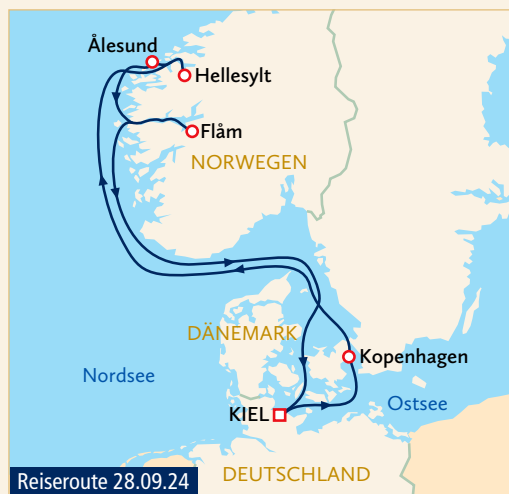 Ålesund
Hellesylt
Flåm
NORWEGEN
DÄNEMARK
Kopenhagen
Nordsee
KIEL
Ostsee
DEUTSCHLAND
Reiseroute 28.09.24